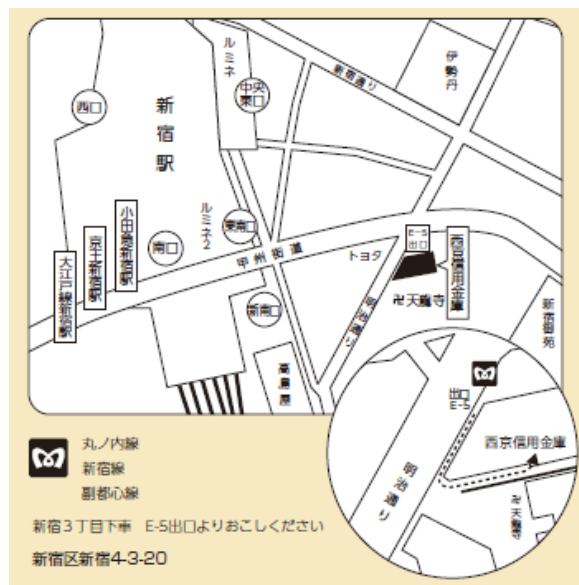 ルミネ
中央
東口
新宿通り
伊勢丹
西口
新宿駅
ルミネ2
東南口
小田急新宿駅
京王新宿駅
大江戸線新宿駅
南口
甲州街道
新南口
トヨタ
E-5
出口
西京信用金庫
卍天龍寺
明治通り
新宿御苑
高島屋
出口
E-5
西京信用金庫
明治通り
卍天龍寺
丸ノ内線
新宿線
副都心線
新宿3丁目下車 E-5出口よりおこしください
新宿区新宿4-3-20